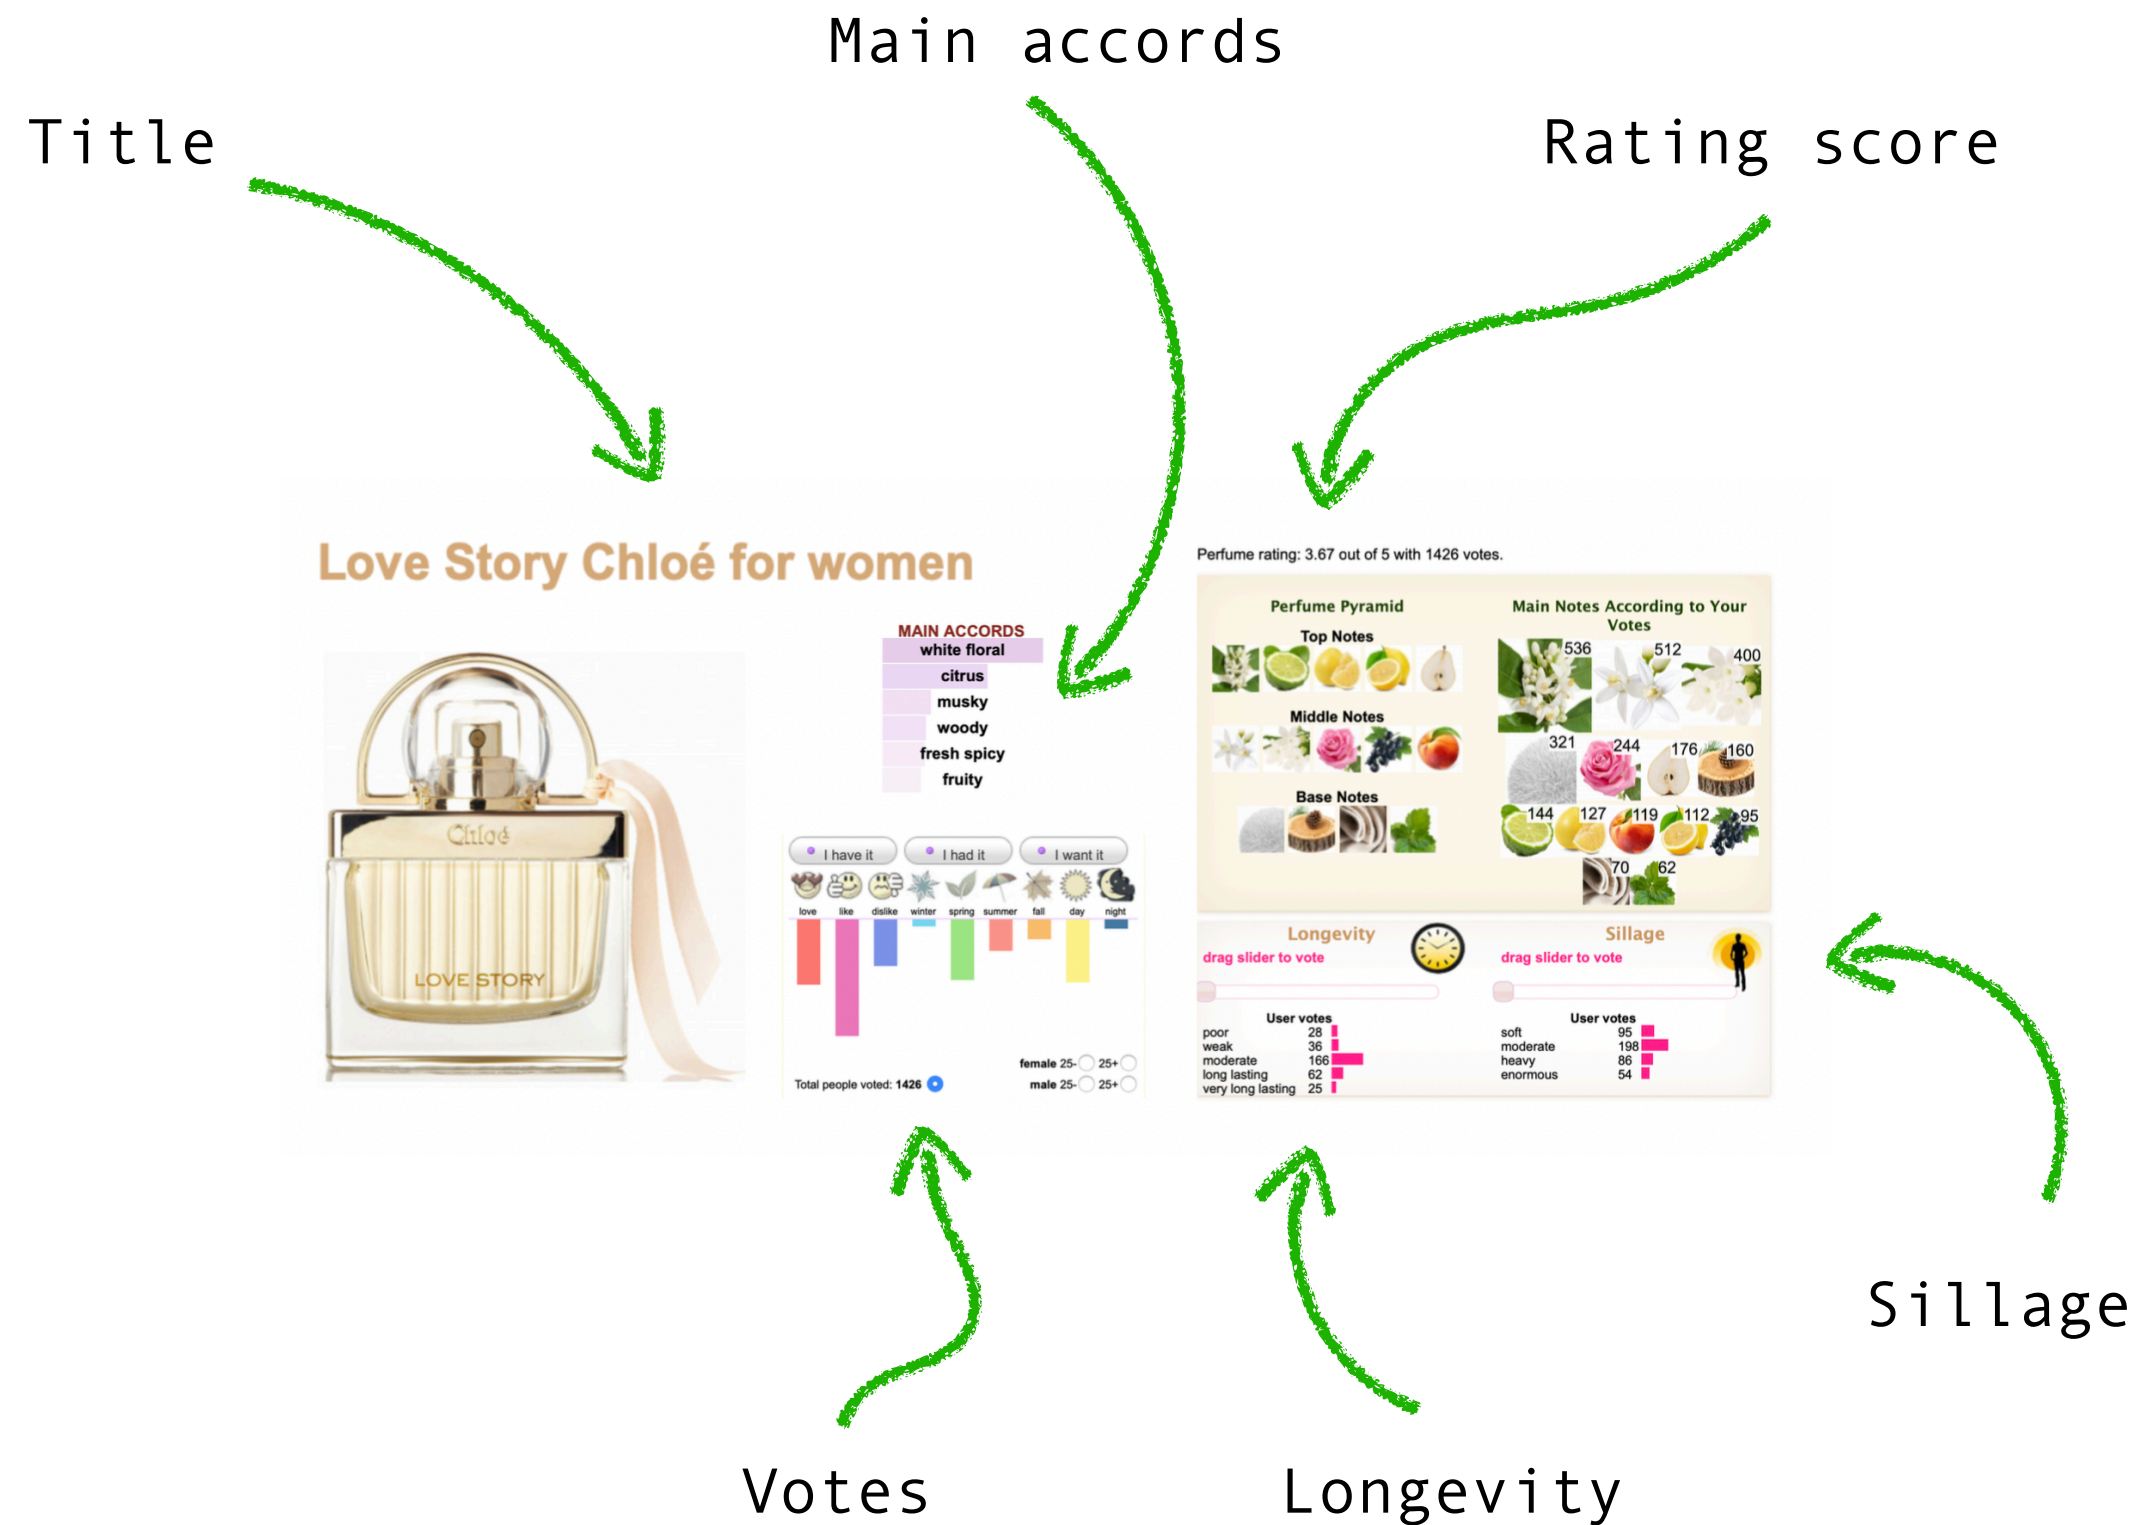 Main accords
Title
Rating score
Love Story Chloé for women
Chloé
LOVE STORY
MAIN ACCORDS
white floral
citrus
musky
woody
fresh spicy
fruity
I have it I had it I want it
love like dislike winter spring summer fall day night
female 25- 25+
Total people voted: 1426 male 25- 25+
Perfume rating: 3.67 out of 5 with 1426 votes.
Perfume Pyramid
Top Notes
Middle Notes
Base Notes
Main Notes According to Your
Votes
536 512 400
321 244 176 160
144 127 119 112 95
70 62
Longevity
drag slider to vote
User votes
poor 28
weak 36
moderate 166
long lasting 62
very long lasting 25
Sillage
drag slider to vote
User votes
soft 95
moderate 198
heavy 86
enormous 54
Sillage
Votes
Longevity